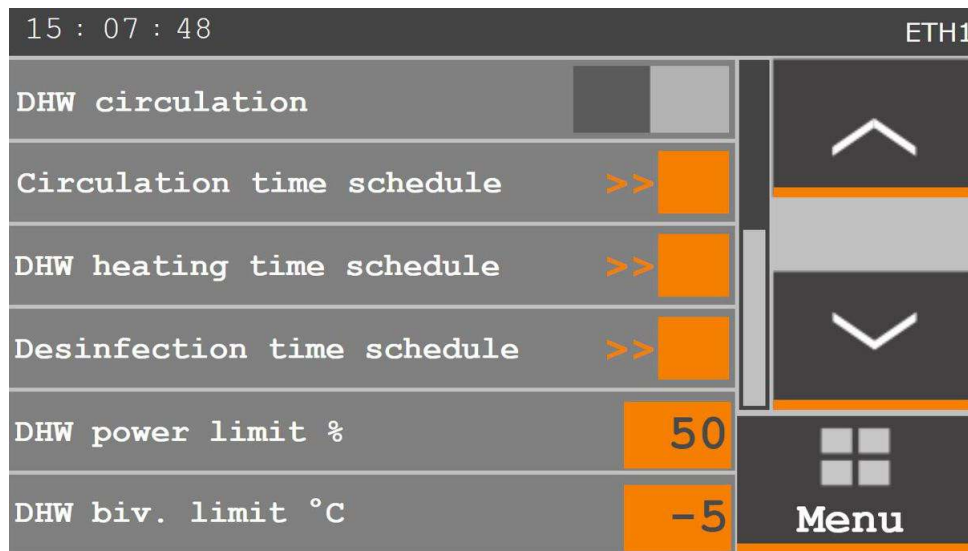 15 : 07 : 48
ETH1
DHW circulation
Circulation time schedule >>
DHW heating time schedule >>
Desinfection time schedule >>
DHW power limit % 50
DHW biv. limit °C -5
Menu